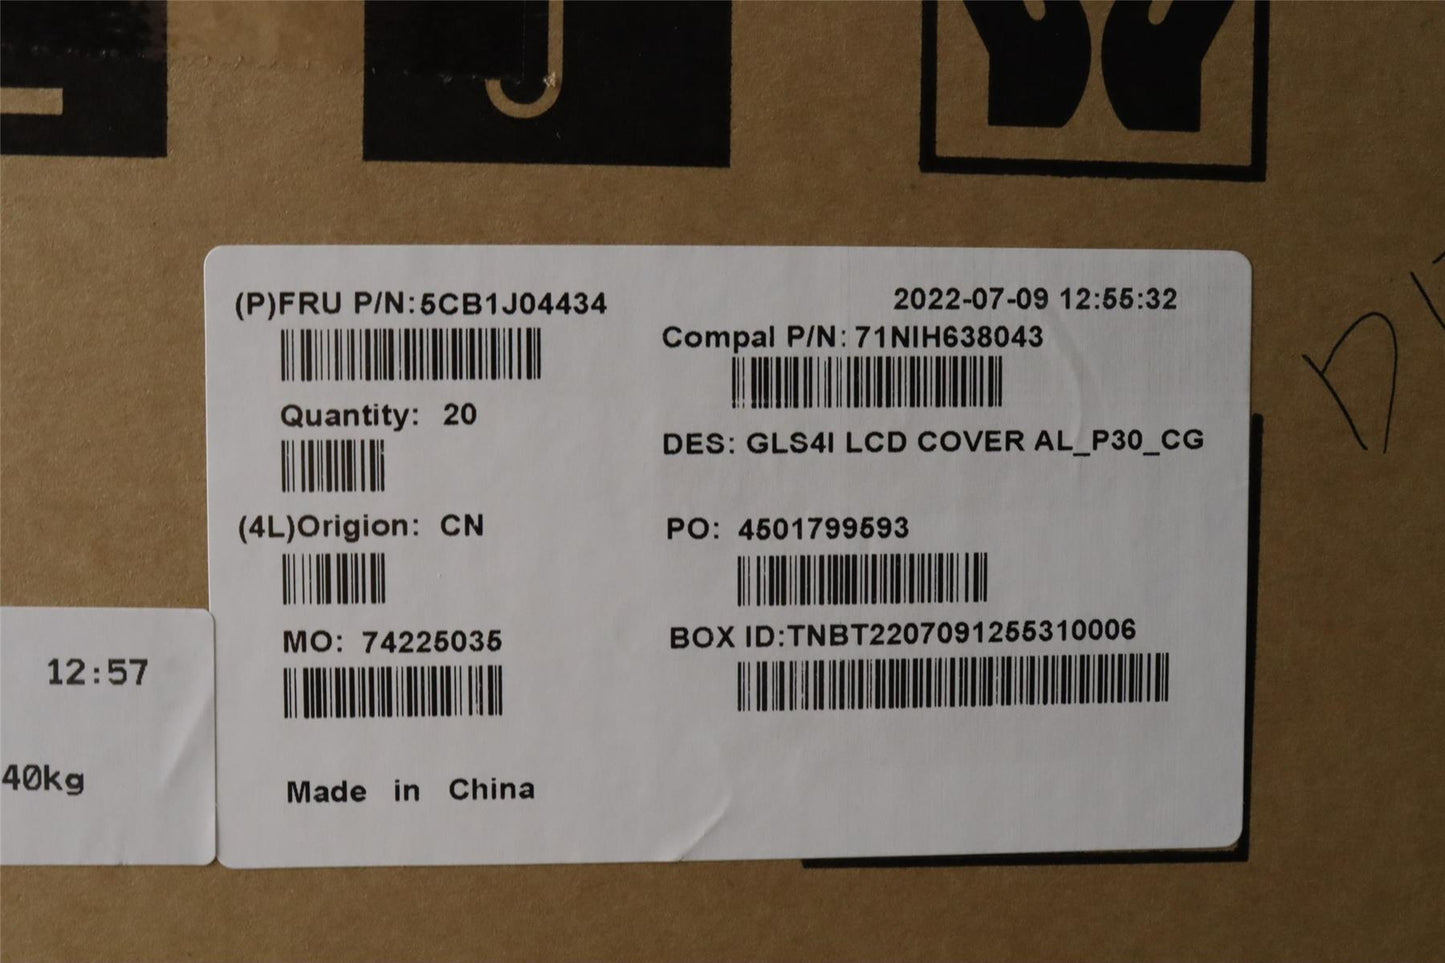 (P)FRU P/N:5CB1J04434
2022-07-09 12:55:32
Compal P/N: 71NIH638043
Quantity: 20
DES: GLS4I LCD COVER AL_P30_CG
(4L)Origion: CN
PO: 4501799593
MO: 74225035
BOX ID:TNBT2207091255310006
Made in China
12:57
40kg